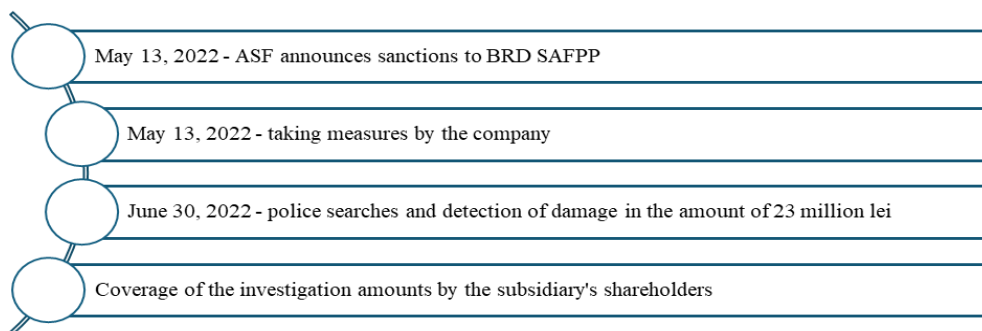 May 13, 2022 - ASF announces sanctions to BRD SAFPP
May 13, 2022 - taking measures by the company
June 30, 2022 - police searches and detection of damage in the amount of 23 million lei
Coverage of the investigation amounts by the subsidiary's shareholders